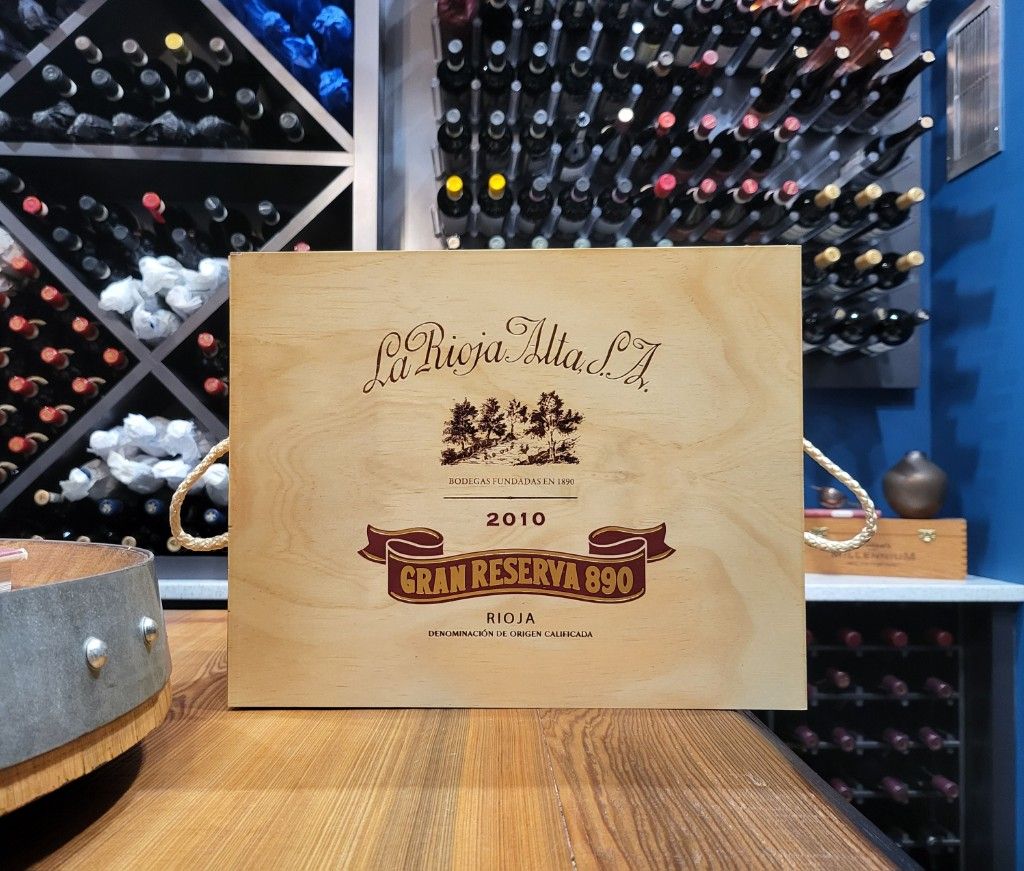 La Rioja Alta, S.A.
BODEGAS FUNDADAS EN 1890
2010
GRAN RESERVA 890
RIOJA
DENOMINACIÓN DE ORIGEN CALIFICADA